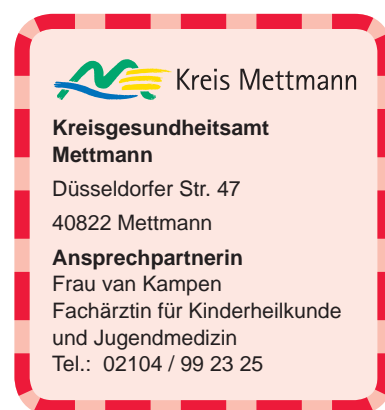 Kreis Mettmann
Kreisgesundheitsamt
Mettmann
Düsseldorfer Str. 47
40822 Mettmann
Ansprechpartnerin
Frau van Kampen
Fachärztin für Kinderheilkunde
und Jugendmedizin
Tel.:  02104 / 99 23 25